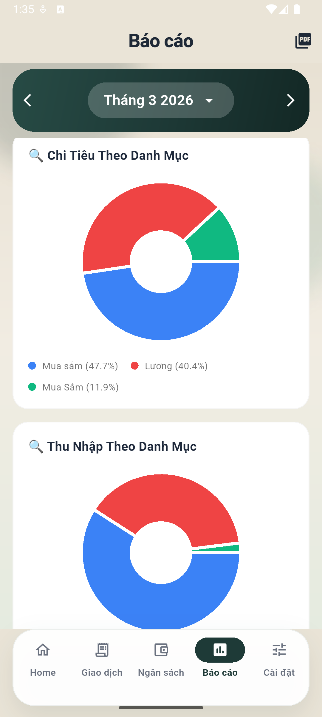 1:35
Báo cáo
PDF
Tháng 3 2026
🔍 Chi Tiêu Theo Danh Mục
Mua sam (47.7%) Lương (40.4%)
Mua Sắm (11.9%)
🔍 Thu Nhập Theo Danh Mục
Home Giao dịch Ngân sách Báo cáo Cài đặt